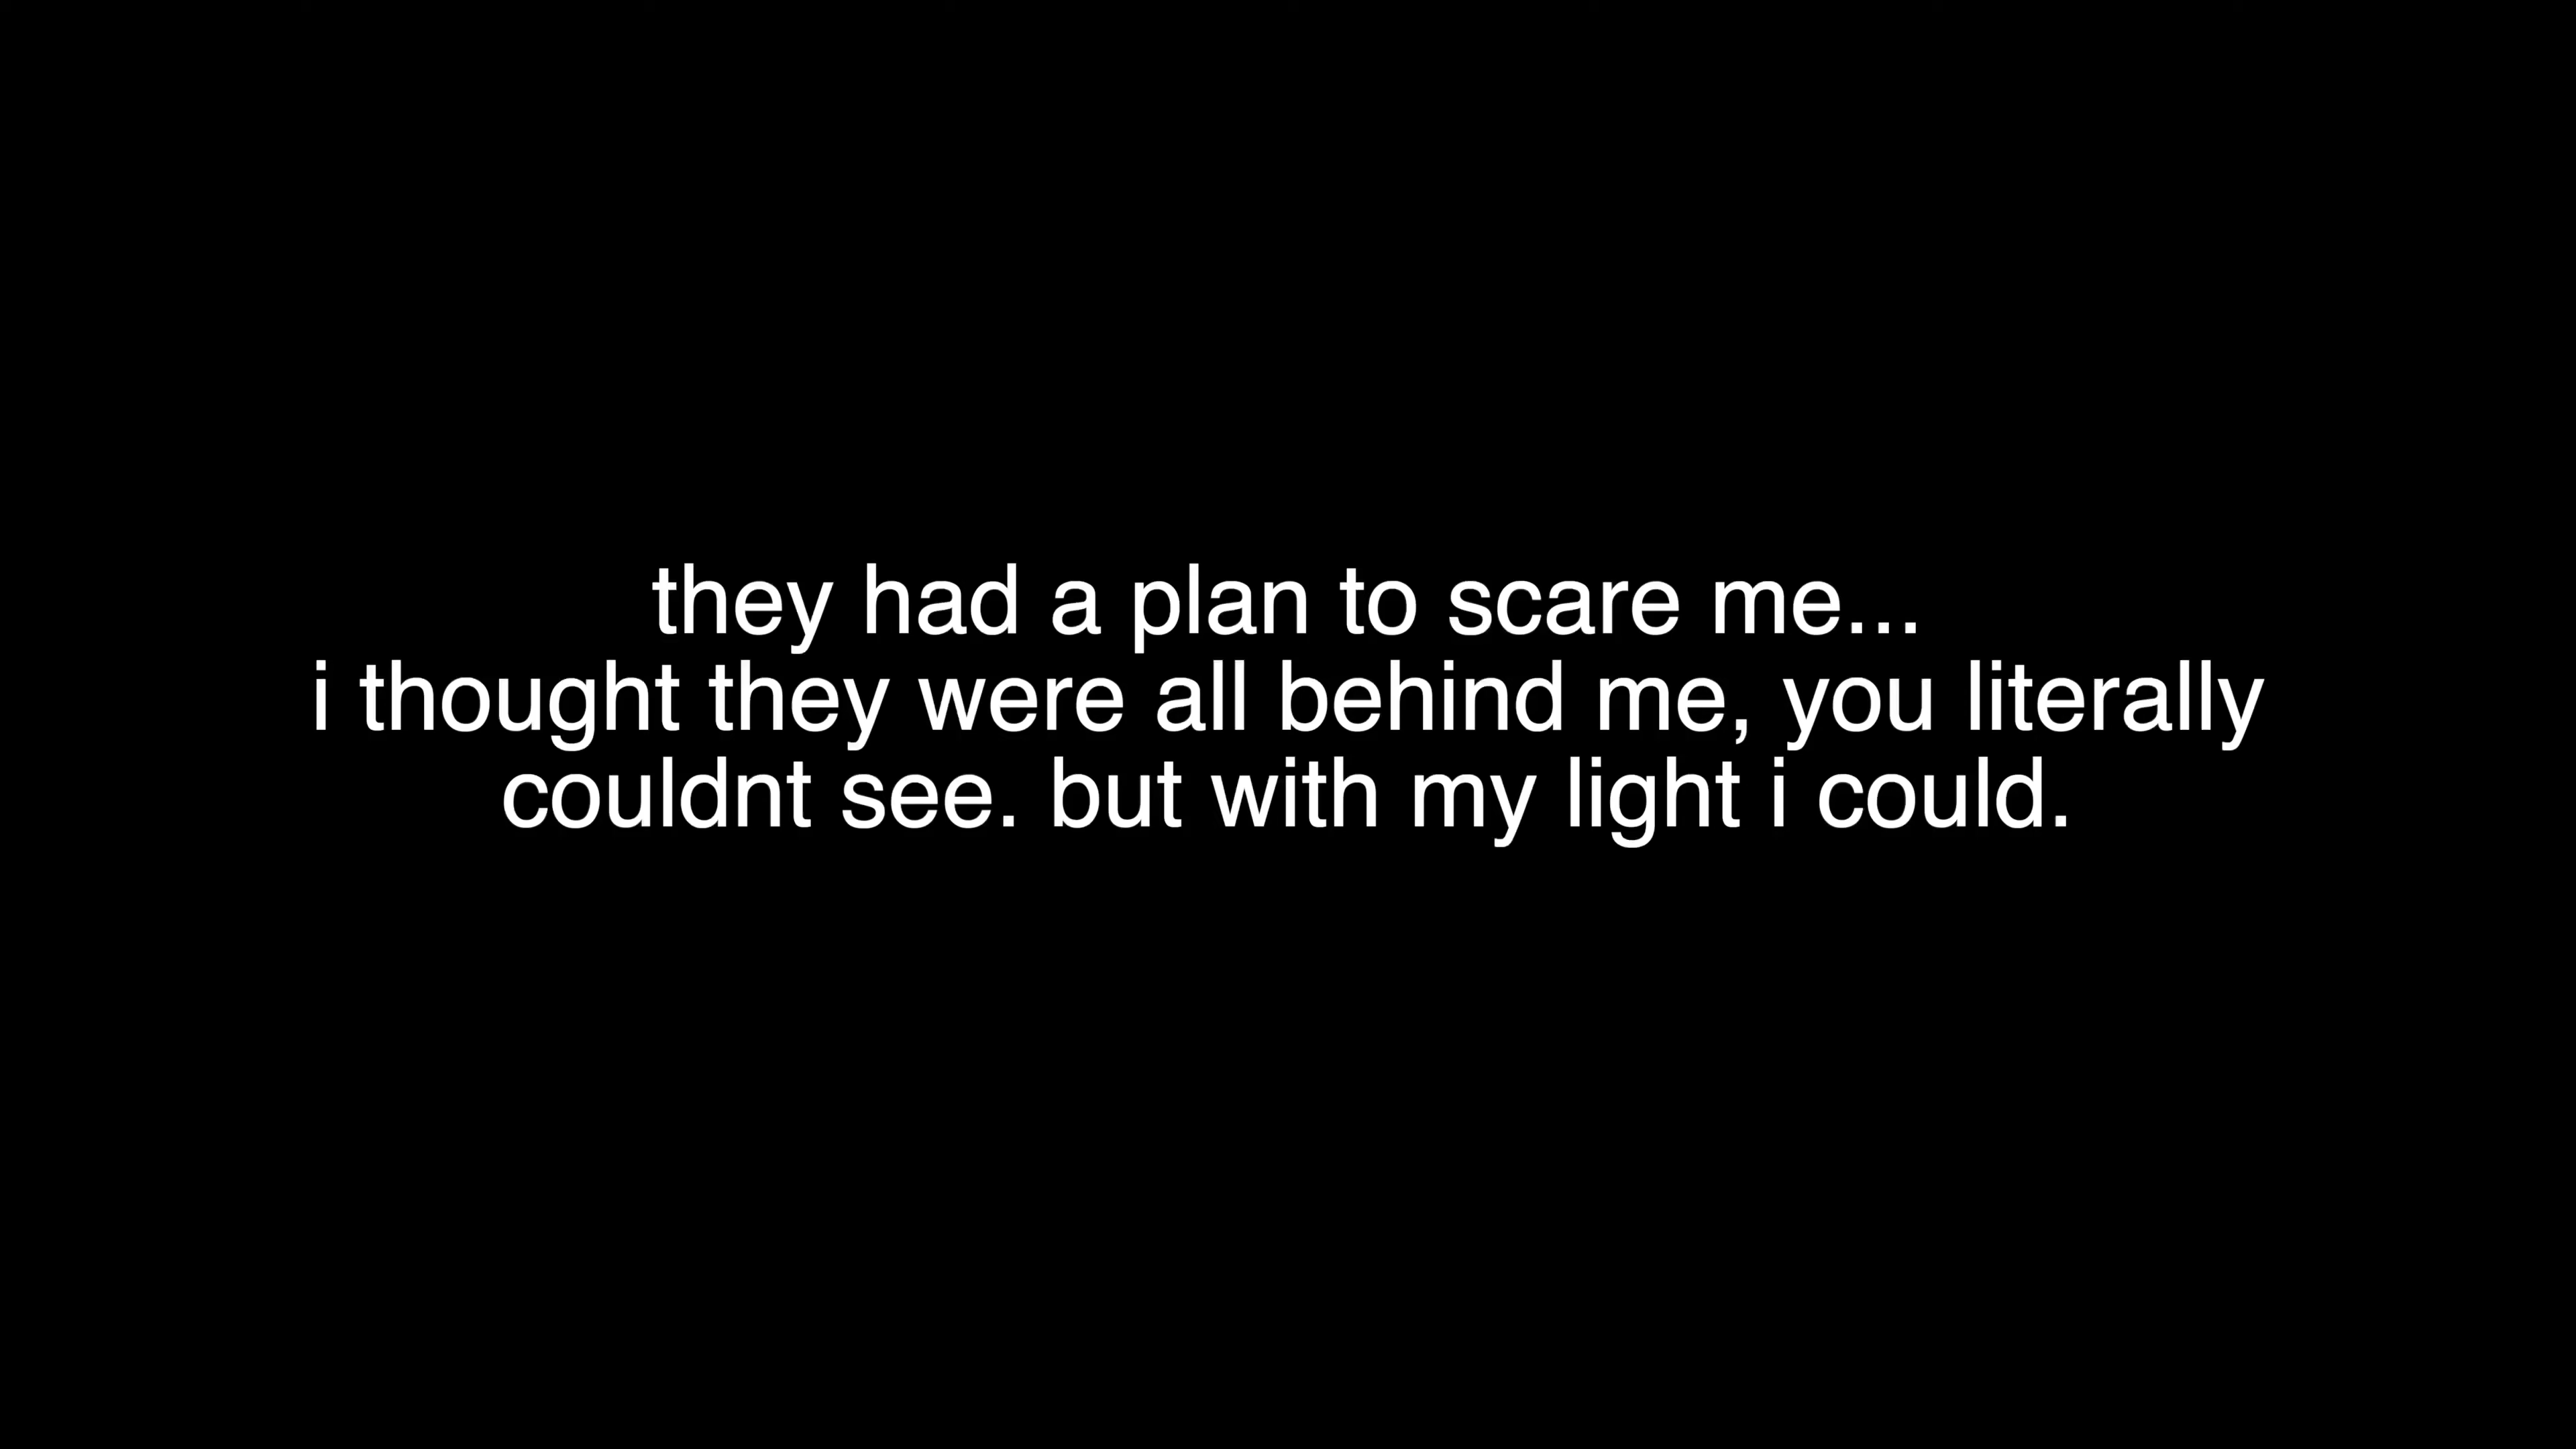 they had a plan to scare me...
i thought they were all behind me, you literally
couldnt see. but with my light i could.